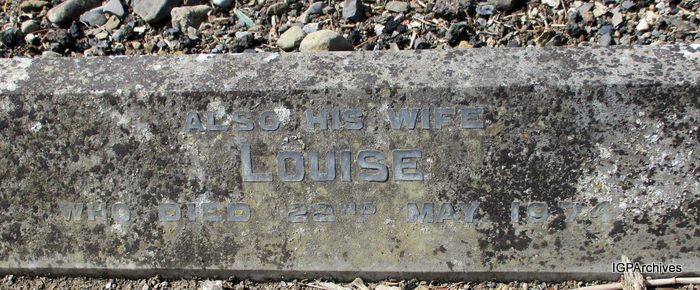 ALSO HIS WIFE
LOUISE
WHO DIED 22ND MAY 1974
IGPArchives